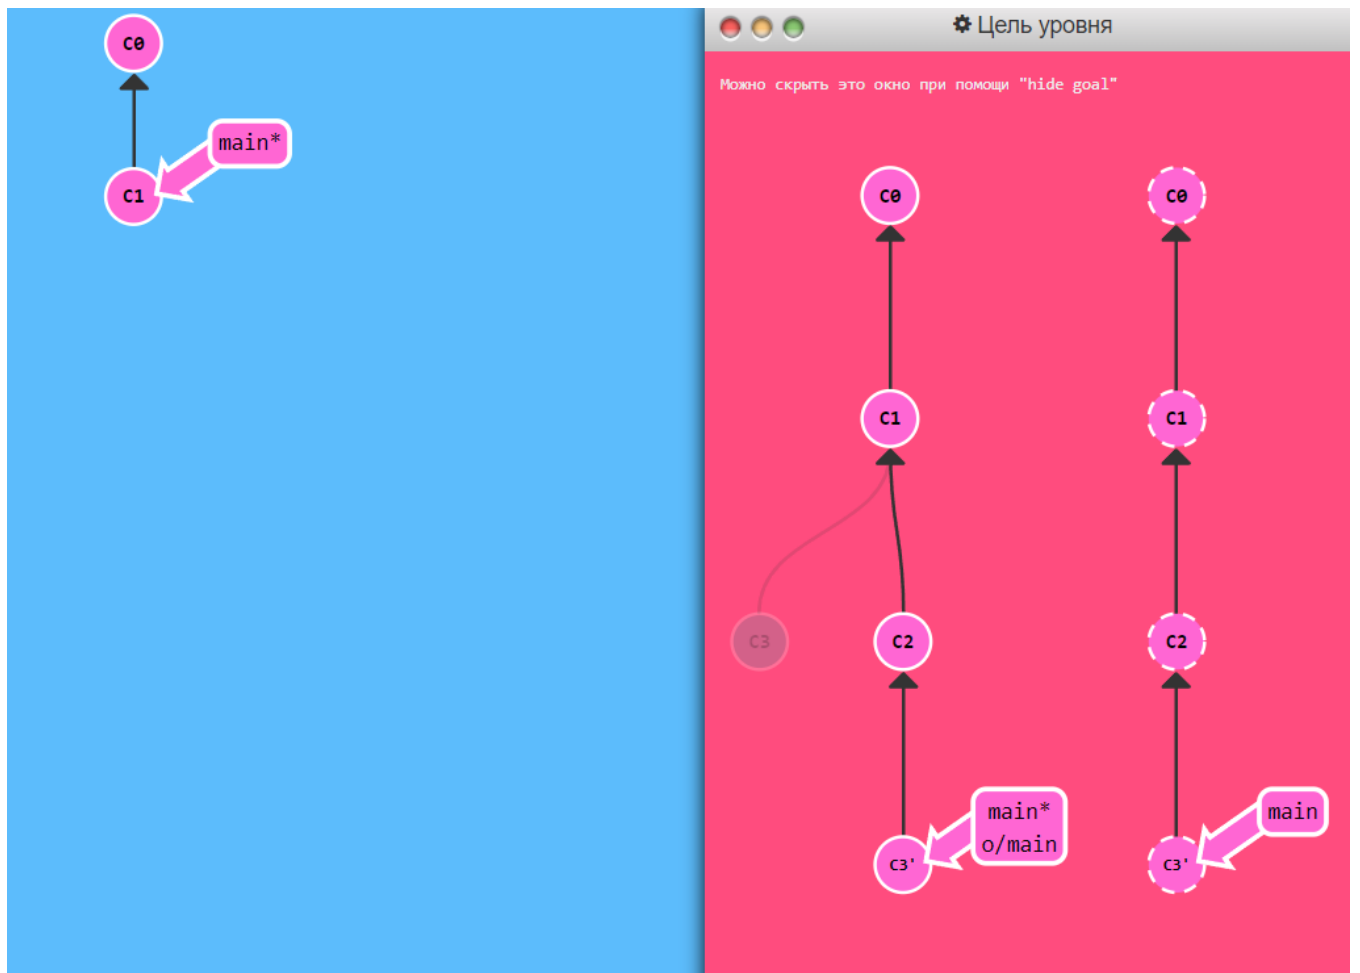 C0
main*
C1
Цель уровня
Можно скрыть это окно при помощи "hide goal"
C0
C0
C1
C1
C3
C2
C2
main*
o/main
main
C3'
C3'